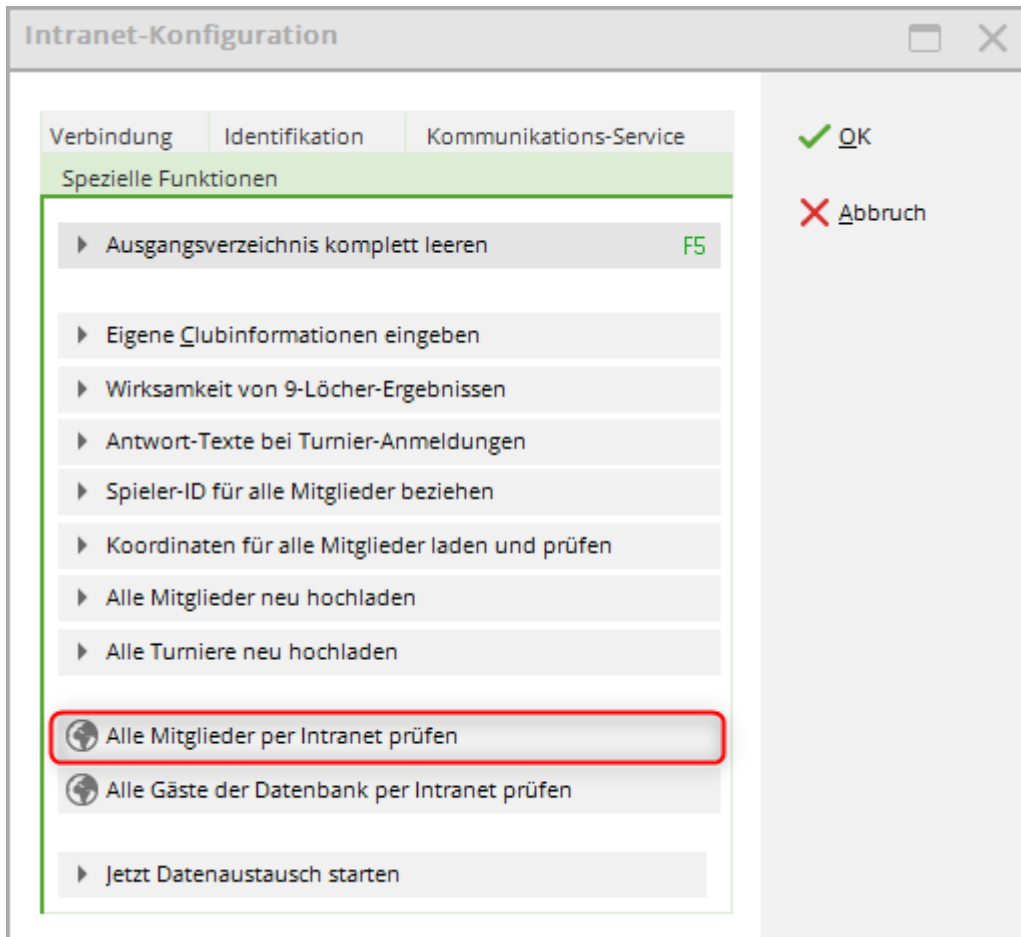 Intranet-Konfiguration
Verbindung Identifikation Kommunikations-Service
Spezielle Funktionen
Ausgangsverzeichnis komplett leeren F5
Eigene Clubinformationen eingeben
Wirksamkeit von 9-Löcher-Ergebnissen
Antwort-Texte bei Turnier-Anmeldungen
Spieler-ID für alle Mitglieder beziehen
Koordinaten für alle Mitglieder laden und prüfen
Alle Mitglieder neu hochladen
Alle Turniere neu hochladen
Alle Mitglieder per Intranet prüfen
Alle Gäste der Datenbank per Intranet prüfen
Jetzt Datenaustausch starten
OK
Abbruch